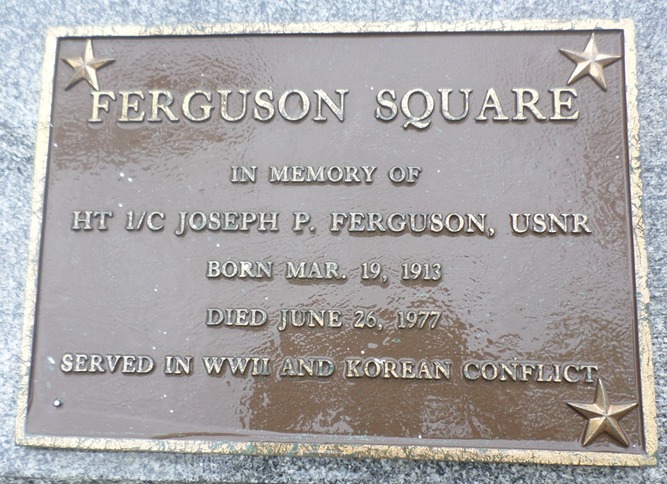 FERGUSON SQUARE
IN MEMORY OF
HT 1/C JOSEPH P. FERGUSON, USNR
BORN MAR. 19, 1913
DIED JUNE 26, 1977
SERVED IN WWII AND KOREAN CONFLICT